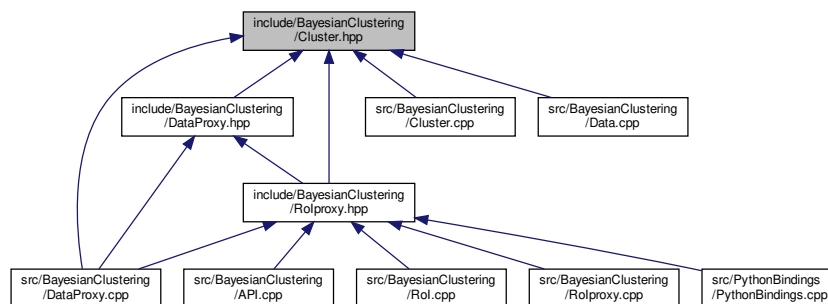 include/BayesianClustering
/Cluster.hpp
include/BayesianClustering
/DataProxy.hpp
src/BayesianClustering
/Cluster.cpp
src/BayesianClustering
/Data.cpp
include/BayesianClustering
/RoIproxy.hpp
src/BayesianClustering
/DataProxy.cpp
src/BayesianClustering
/API.cpp
src/BayesianClustering
/RoI.cpp
src/BayesianClustering
/RoIproxy.cpp
src/PythonBindings
/PythonBindings.cpp